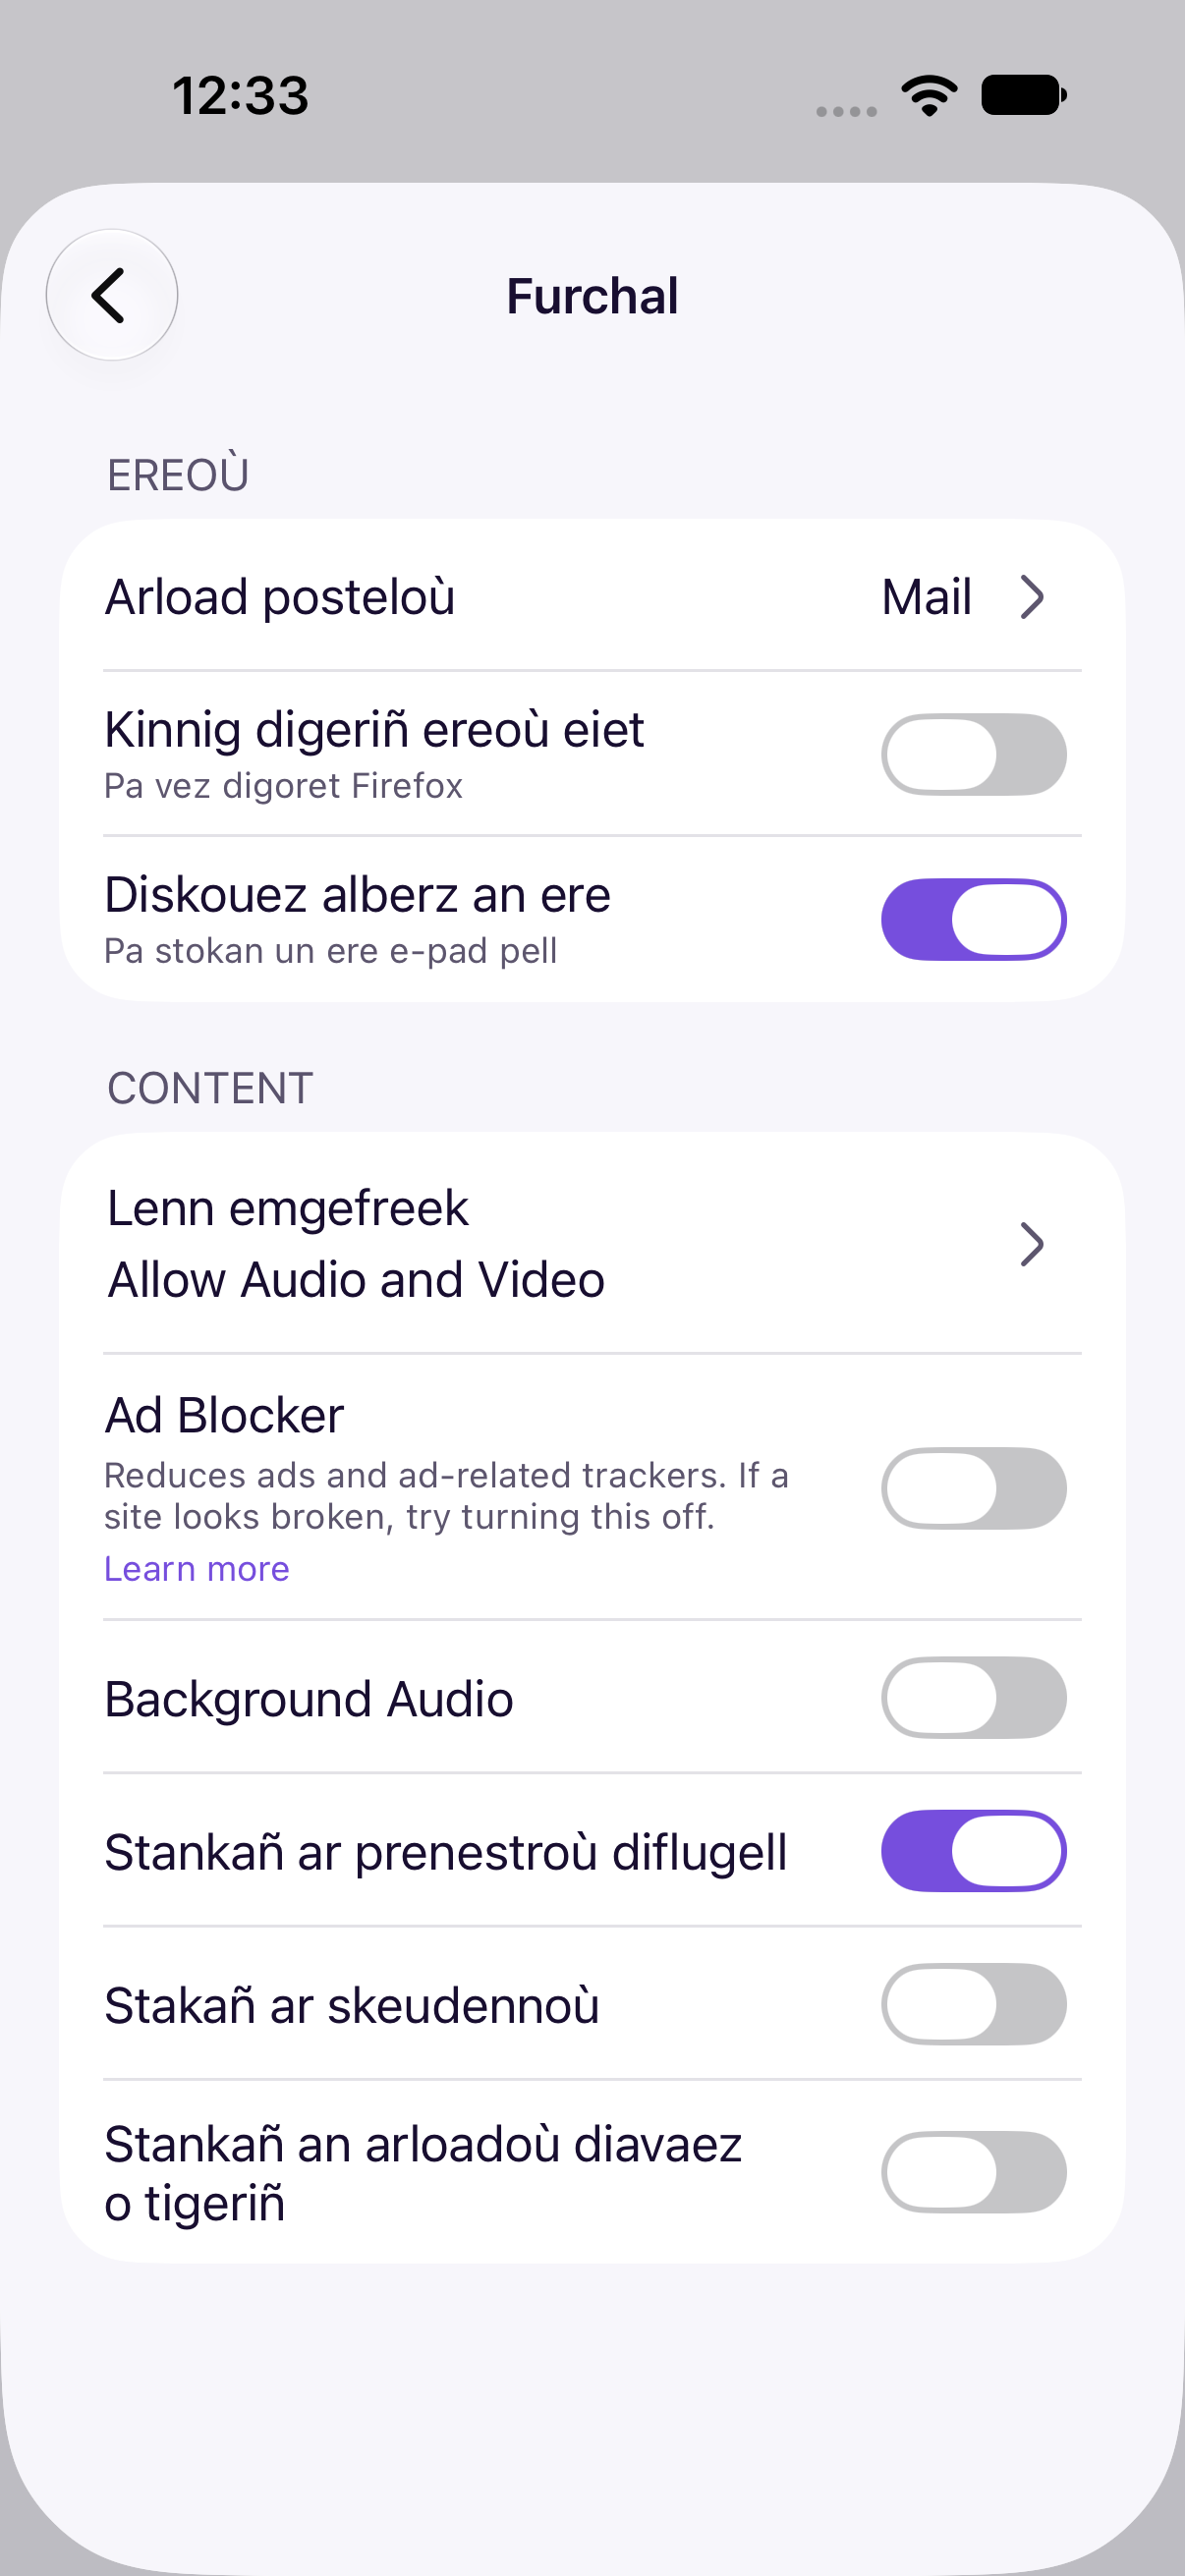 12:33
Furchal
EREOÙ
Arload posteloù
Mail
Kinnig digeriñ ereoù eiet
Pa vez digoret Firefox
Diskouez alberz an ere
Pa stokan un ere e-pad pell
CONTENT
Lenn emgefreek
Allow Audio and Video
Ad Blocker
Reduces ads and ad-related trackers. If a
site looks broken, try turning this off.
Learn more
Background Audio
Stankañ ar prenestroù diflugell
Stakañ ar skeudennoù
Stankañ an arloadoù diavaez
o tigeriñ